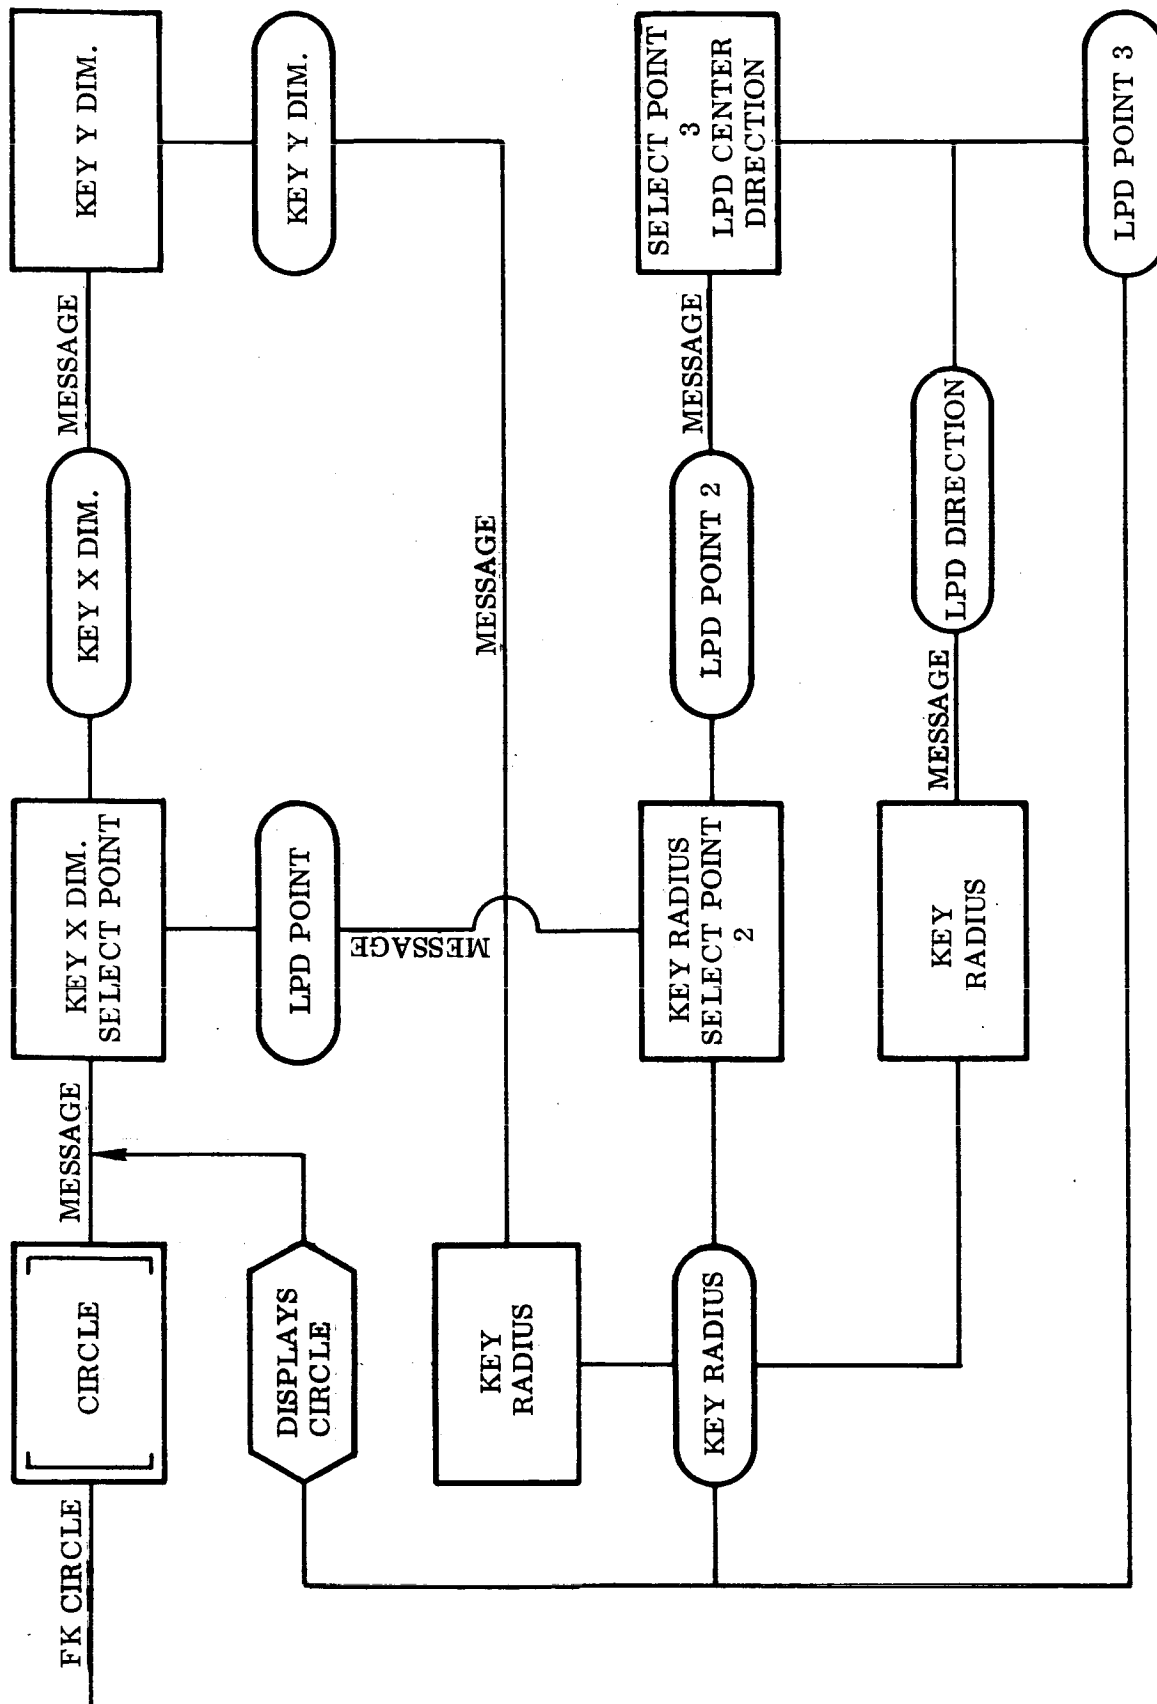 FK CIRCLE
CIRCLE
MESSAGE
KEY X DIM.
SELECT POINT
KEY X DIM.
MESSAGE
KEY Y DIM.
DISPLAYS
CIRCLE
LPD POINT
KEY Y DIM.
MESSAGE
KEY
RADIUS
MESSAGE
KEY RADIUS
KEY RADIUS
SELECT POINT
2
LPD POINT 2
MESSAGE
SELECT POINT
3
LPD CENTER
DIRECTION
KEY
RADIUS
MESSAGE
LPD DIRECTION
LPD POINT 3